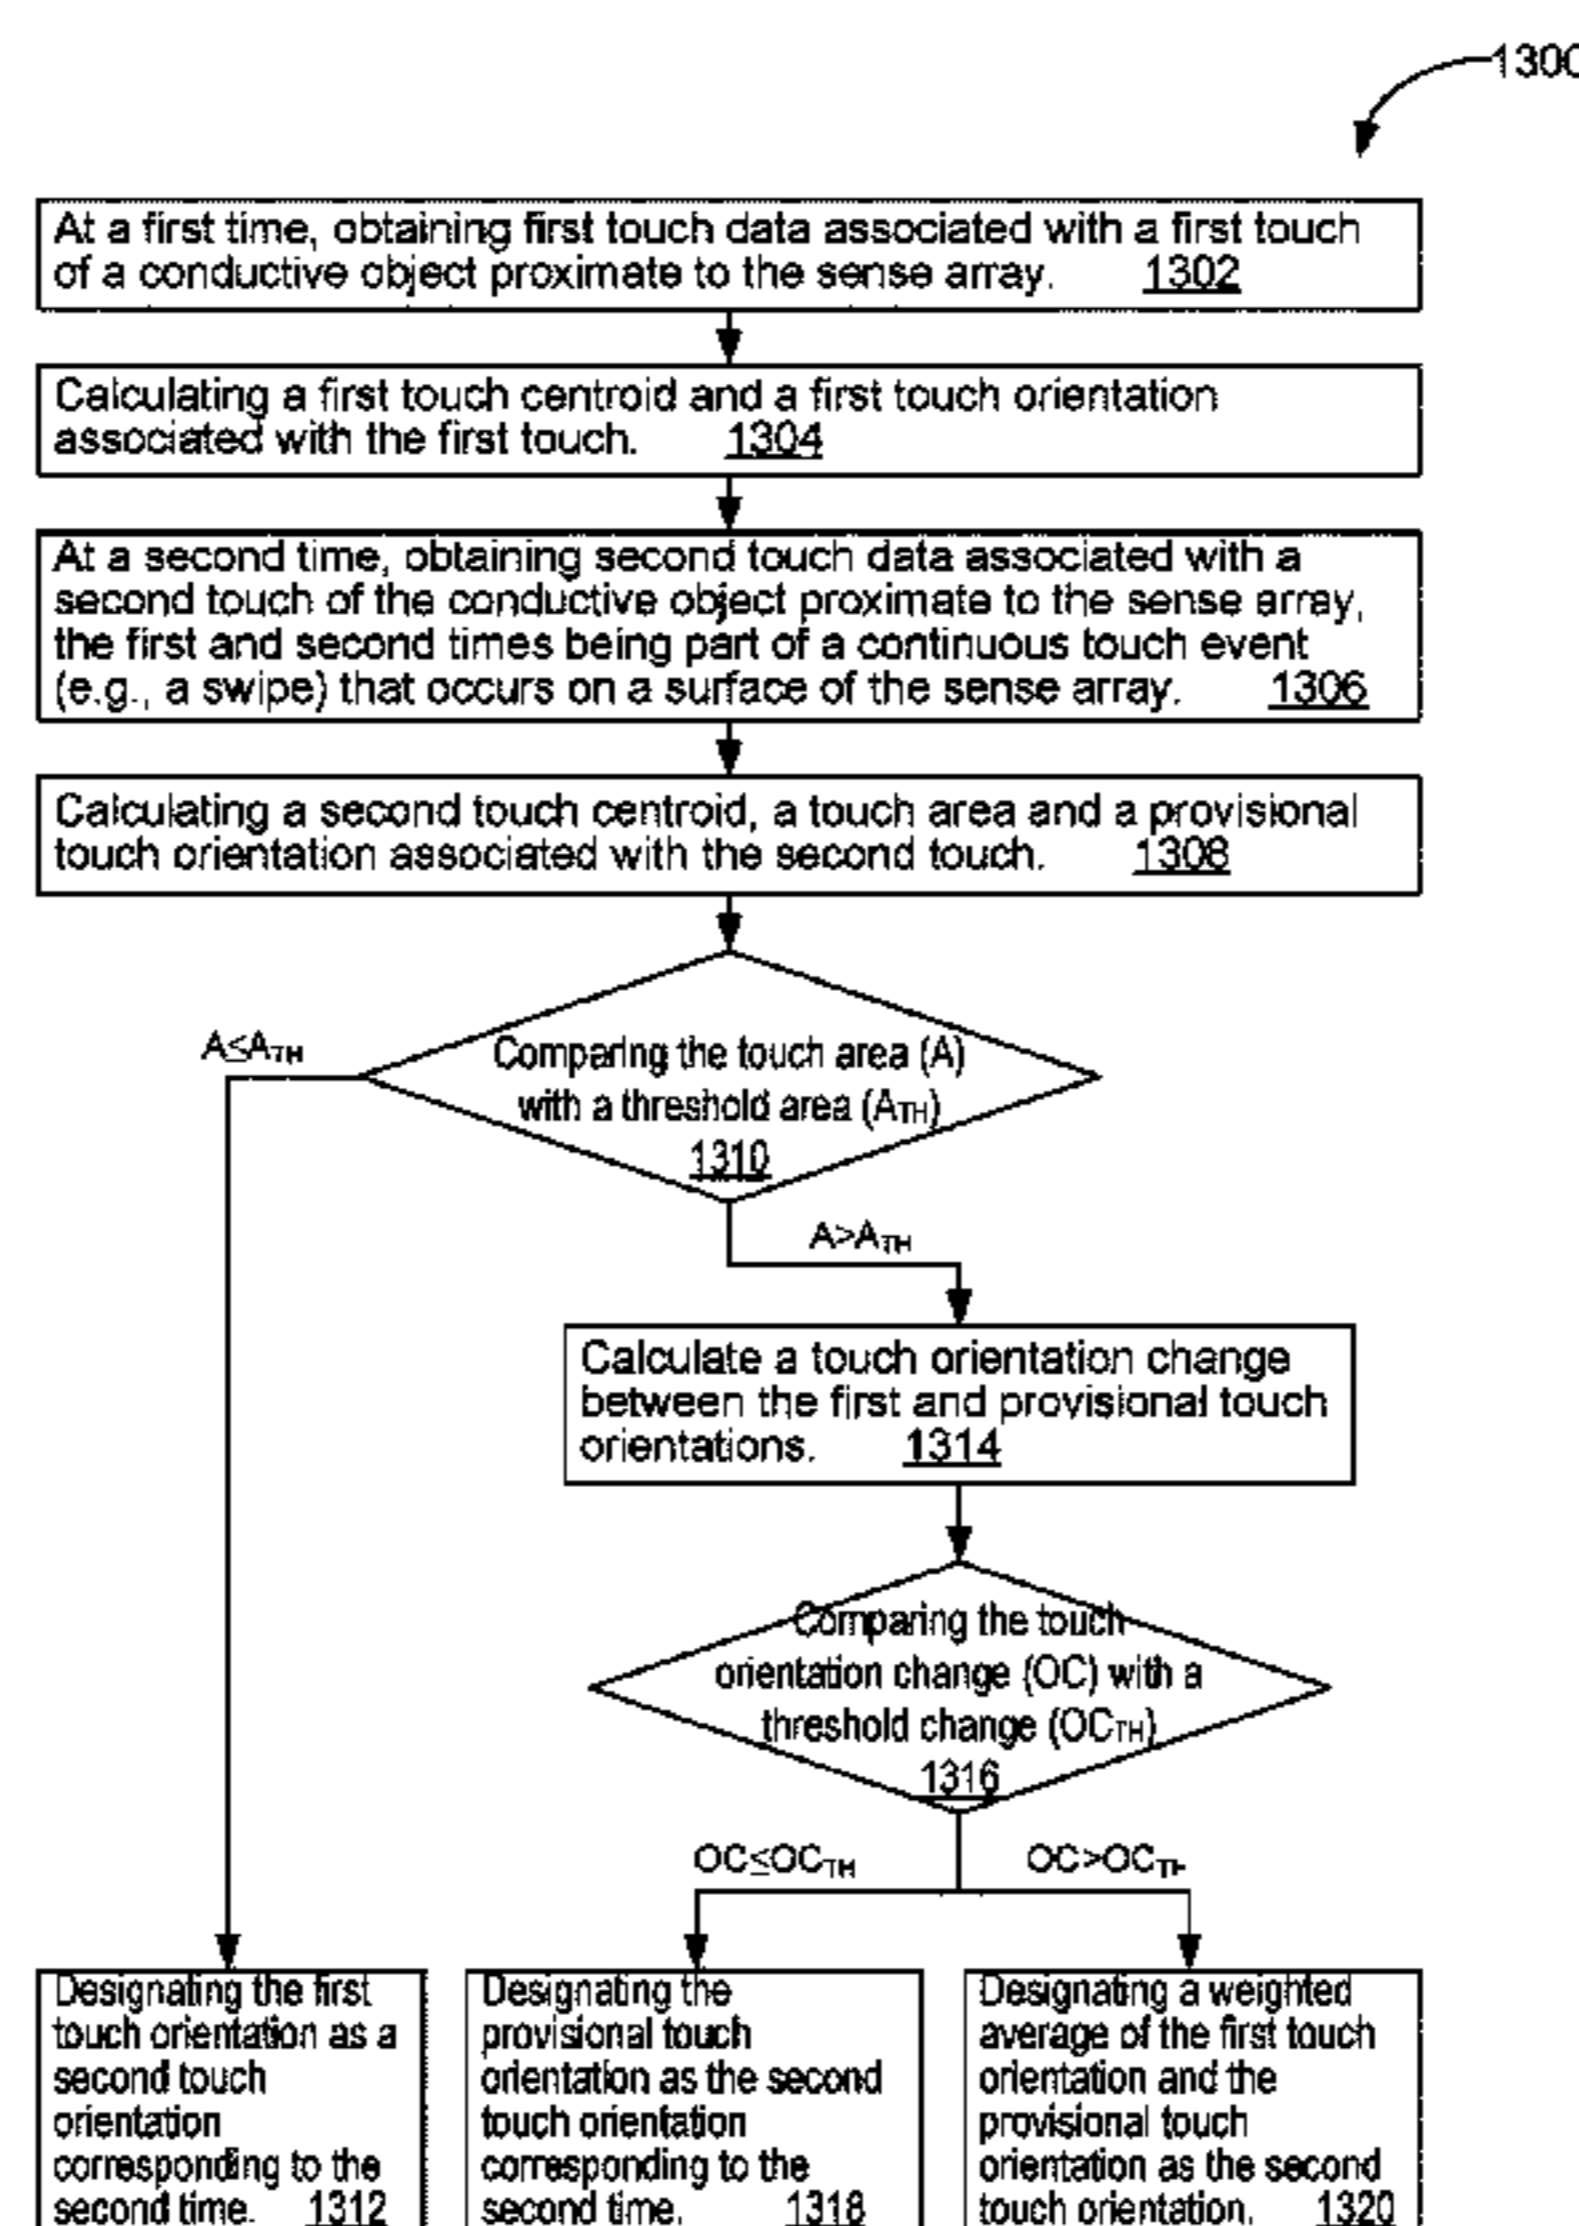 1300
At a first time, obtaining first touch data associated with a first touch
of a conductive object proximate to the sense array. 1302
Calculating a first touch centroid and a first touch orientation
associated with the first touch. 1304
At a second time, obtaining second touch data associated with a
second touch of the conductive object proximate to the sense array,
the first and second times being part of a continuous touch event
(e.g., a swipe) that occurs on a surface of the sense array. 1306
Calculating a second touch centroid, a touch area and a provisional
touch orientation associated with the second touch. 1308
A≤ATH
Comparing the touch area (A)
with a threshold area (ATH)
1310
A>ATH
Calculate a touch orientation change
between the first and provisional touch
orientations. 1314
Comparing the touch
orientation change (OC) with a
threshold change (OCTH)
1316
OC≤OCTH
OC>OCTH
Designating the first
touch orientation as a
second touch
orientation
corresponding to the
second time. 1312
Designating the
provisional touch
orientation as the second
touch orientation
corresponding to the
second time. 1318
Designating a weighted
average of the first touch
orientation and the
provisional touch
orientation as the second
touch orientation. 1320